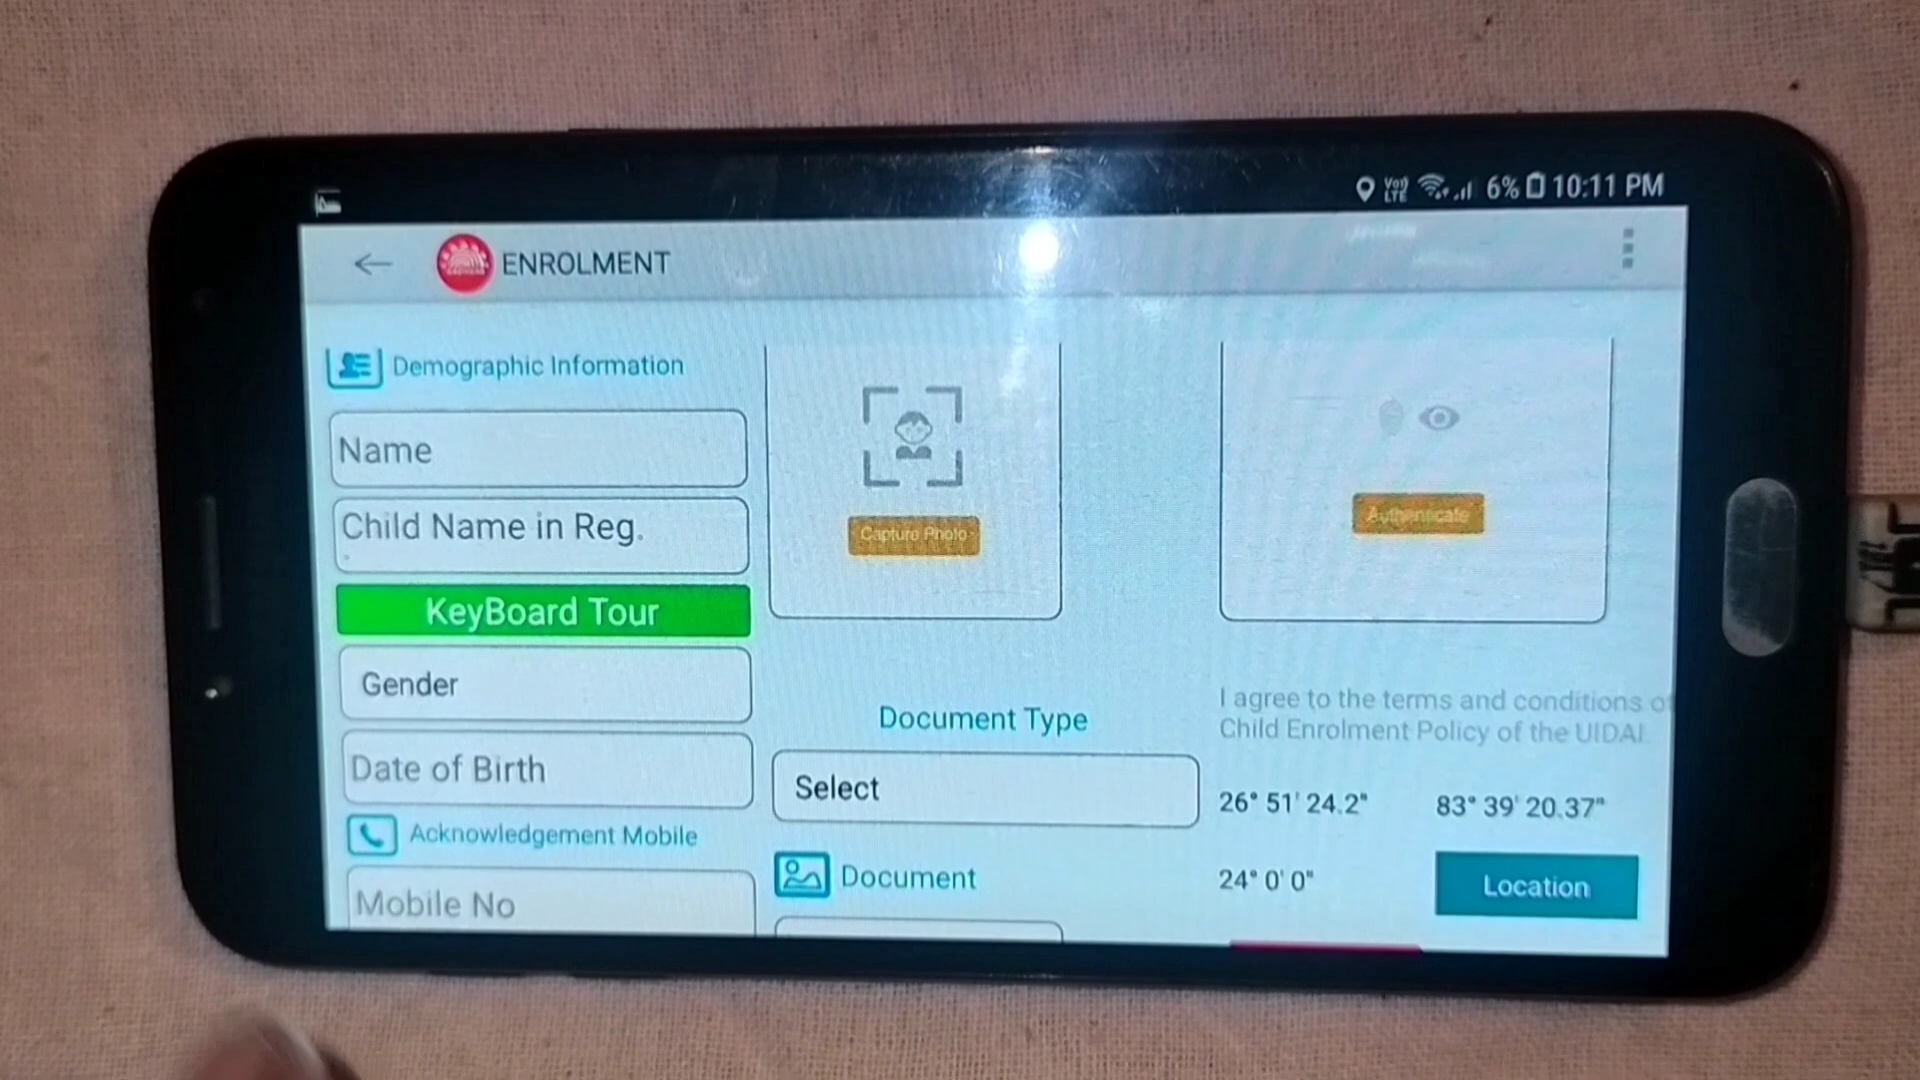 Vo))
LTE
6% 10:11 PM
ENROLMENT
Demographic Information
Name
Child Name in Reg.
KeyBoard Tour
Gender
Date of Birth
Acknowledgement Mobile
Mobile No
Capture Photo
Document Type
Select
Document
Authenticate
I agree to the terms and conditions of
Child Enrolment Policy of the UIDAI.
26° 51' 24.2" 83° 39' 20.37"
24° 0' 0"
Location